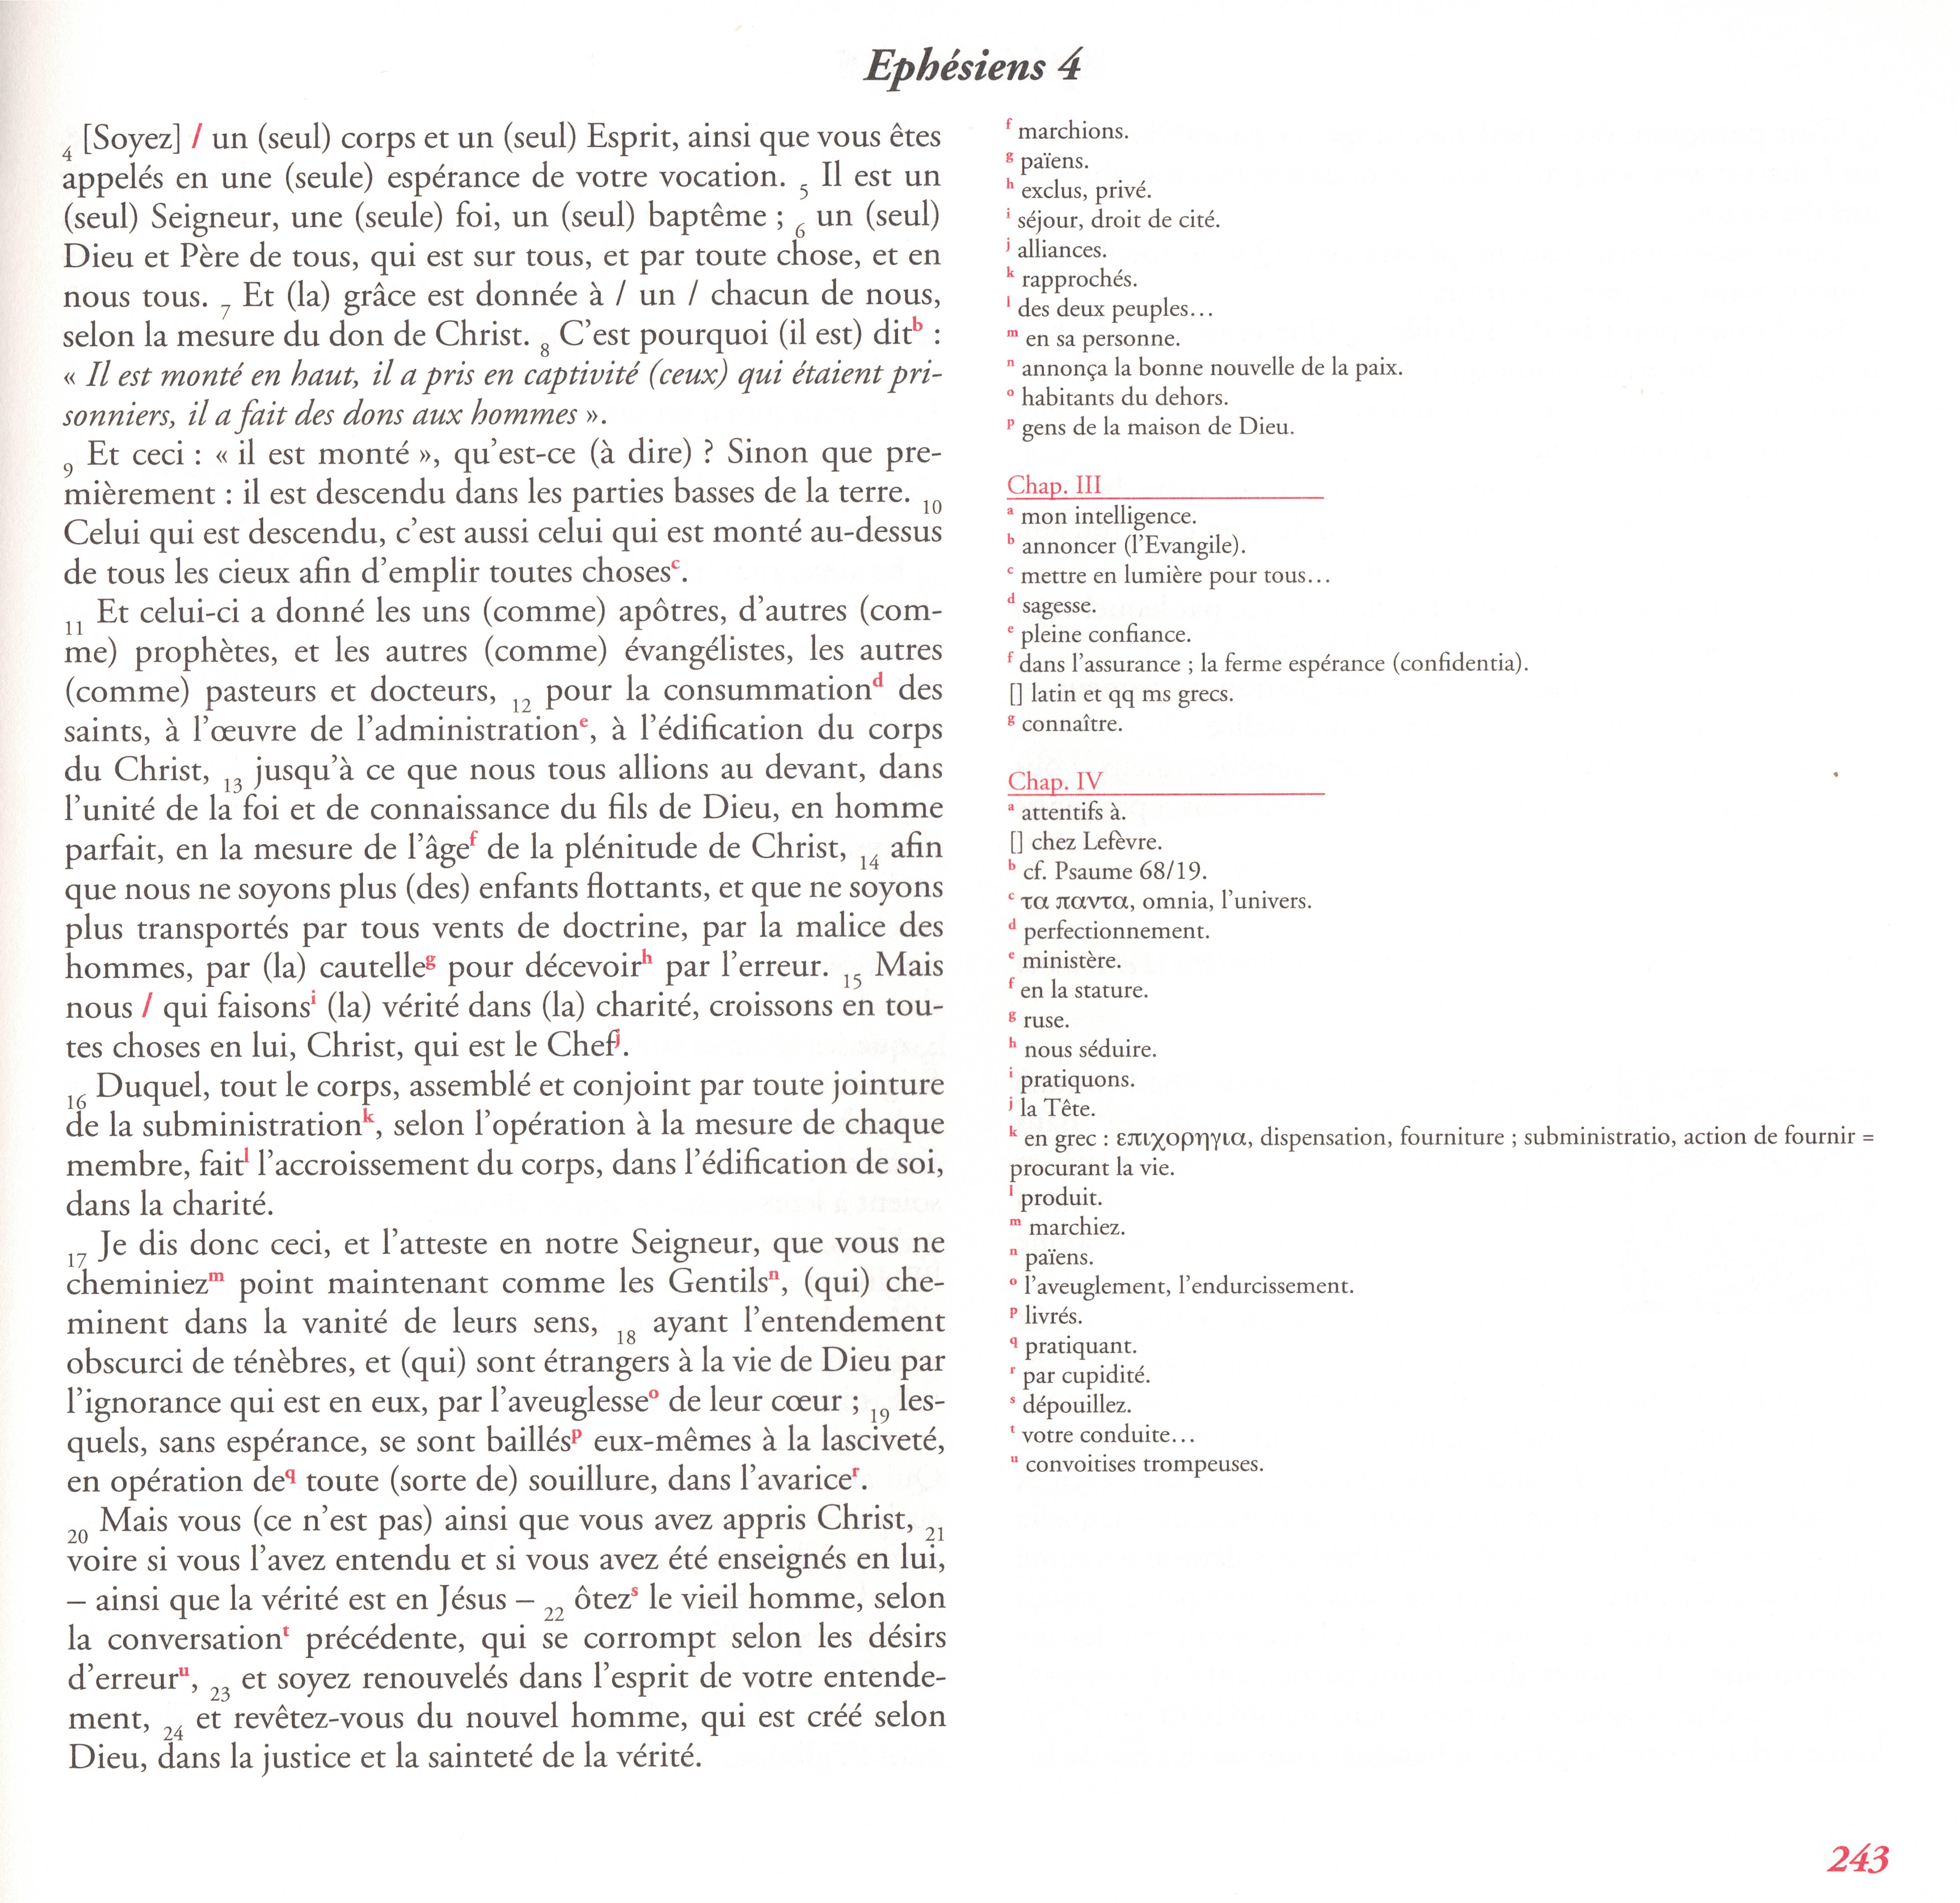 Ephésiens 4
4 [Soyez] / un (seul) corps et un (seul) Esprit, ainsi que vous êtes
appelés en une (seule) espérance de votre vocation. 5 Il est un
(seul) Seigneur, une (seule) foi, un (seul) baptême ; 6 un (seul)
Dieu et Père de tous, qui est sur tous, et par toute chose, et en
nous tous. 7 Et (la) grâce est donnée à / un / chacun de nous,
selon la mesure du don de Christ. 8 C'est pourquoi (il est) dit b :
« Il est monté en haut, il a pris en captivité (ceux) qui étaient pri-
sonniers, il a fait des dons aux hommes ».
9 Et ceci : « il est monté », qu'est-ce (à dire) ? Sinon que pre-
mièrement : il est descendu dans les parties basses de la terre. 10
Celui qui est descendu, c'est aussi celui qui est monté au-dessus
de tous les cieux afin d'emplir toutes choses c.
11 Et celui-ci a donné les uns (comme) apôtres, d'autres (com-
me) prophètes, et les autres (comme) évangélistes, les autres
(comme) pasteurs et docteurs, 12 pour la consummation d des
saints, à l'œuvre de l'administration e, à l'édification du corps
du Christ, 13 jusqu'à ce que nous tous allions au devant, dans
l'unité de la foi et de connaissance du fils de Dieu, en homme
parfait, en la mesure de l'âge f de la plénitude de Christ, 14 afin
que nous ne soyons plus (des) enfants flottants, et que ne soyons
plus transportés par tous vents de doctrine, par la malice des
hommes, par (la) cautelle g pour décevoir h par l'erreur. 15 Mais
nous / qui faisons i (la) vérité dans (la) charité, croissons en tou-
tes choses en lui, Christ, qui est le Chef j.
16 Duquel, tout le corps, assemblé et conjoint par toute jointure
de la subministration k, selon l'opération à la mesure de chaque
membre, fait l l'accroissement du corps, dans l'édification de soi,
dans la charité.
17 Je dis donc ceci, et l'atteste en notre Seigneur, que vous ne
cheminiez m point maintenant comme les Gentils n, (qui) che-
minent dans la vanité de leurs sens, 18 ayant l'entendement
obscurci de ténèbres, et (qui) sont étrangers à la vie de Dieu par
l'ignorance qui est en eux, par l'aveuglesse o de leur cœur ; 19 les-
quels, sans espérance, se sont baillés p eux-mêmes à la lasciveté,
en opération de q toute (sorte de) souillure, dans l'avarice r.
20 Mais vous (ce n'est pas) ainsi que vous avez appris Christ, 21
voire si vous l'avez entendu et si vous avez été enseignés en lui,
– ainsi que la vérité est en Jésus – 22 ôtez s le vieil homme, selon
la conversation t précédente, qui se corrompt selon les désirs
d'erreur u, 23 et soyez renouvelés dans l'esprit de votre entende-
ment, 24 et revêtez-vous du nouvel homme, qui est créé selon
Dieu, dans la justice et la sainteté de la vérité.
f marchions.
g païens.
h exclus, privé.
i séjour, droit de cité.
j alliances.
k rapprochés.
l des deux peuples…
m en sa personne.
n annonça la bonne nouvelle de la paix.
o habitants du dehors.
p gens de la maison de Dieu.
Chap. III
a mon intelligence.
b annoncer (l'Evangile).
c mettre en lumière pour tous…
d sagesse.
e pleine confiance.
f dans l'assurance ; la ferme espérance (confidentia).
[] latin et qq ms grecs.
g connaître.
Chap. IV
a attentifs à.
[] chez Lefèvre.
b cf. Psaume 68/19.
c τα παντα, omnia, l'univers.
d perfectionnement.
e ministère.
f en la stature.
g ruse.
h nous séduire.
i pratiquons.
j la Tête.
k en grec : επιχορηγια, dispensation, fourniture ; subministratio, action de fournir =
procurant la vie.
l produit.
m marchiez.
n païens.
o l'aveuglement, l'endurcissement.
p livrés.
q pratiquant.
r par cupidité.
s dépouillez.
t votre conduite…
u convoitises trompeuses.
243